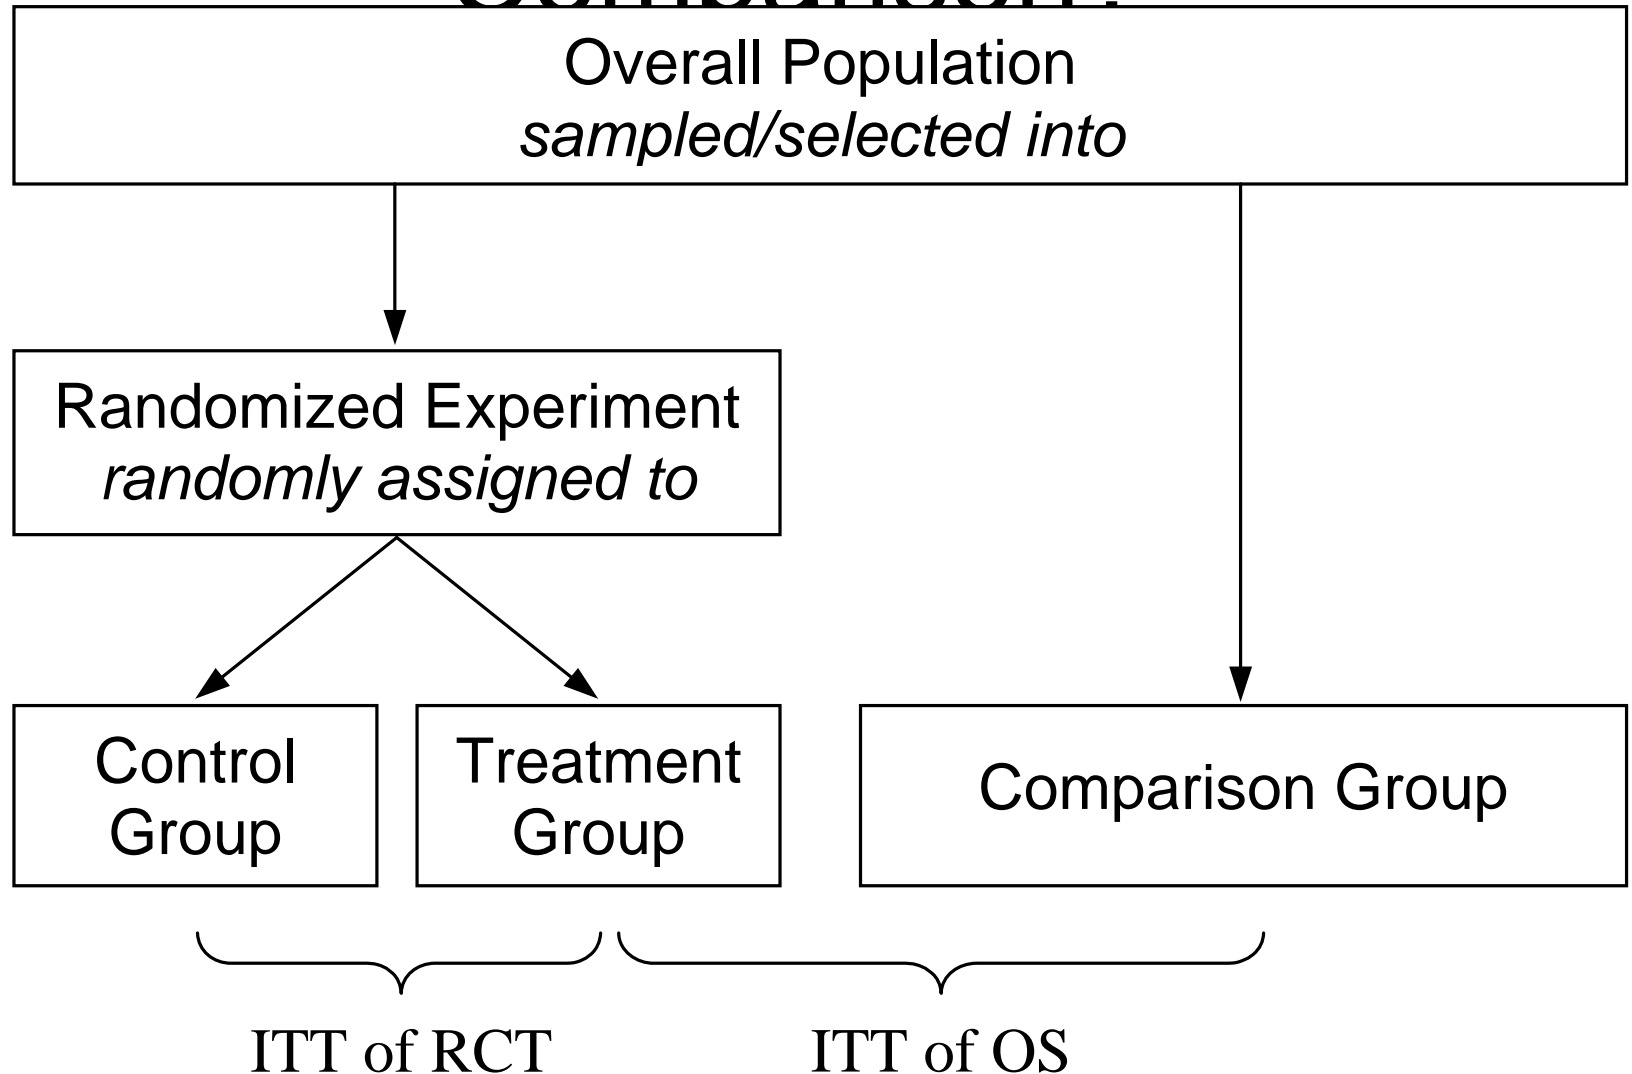 Overall Population
sampled/selected into
Randomized Experiment
randomly assigned to
Control
Group
Treatment
Group
Comparison Group
ITT of RCT
ITT of OS